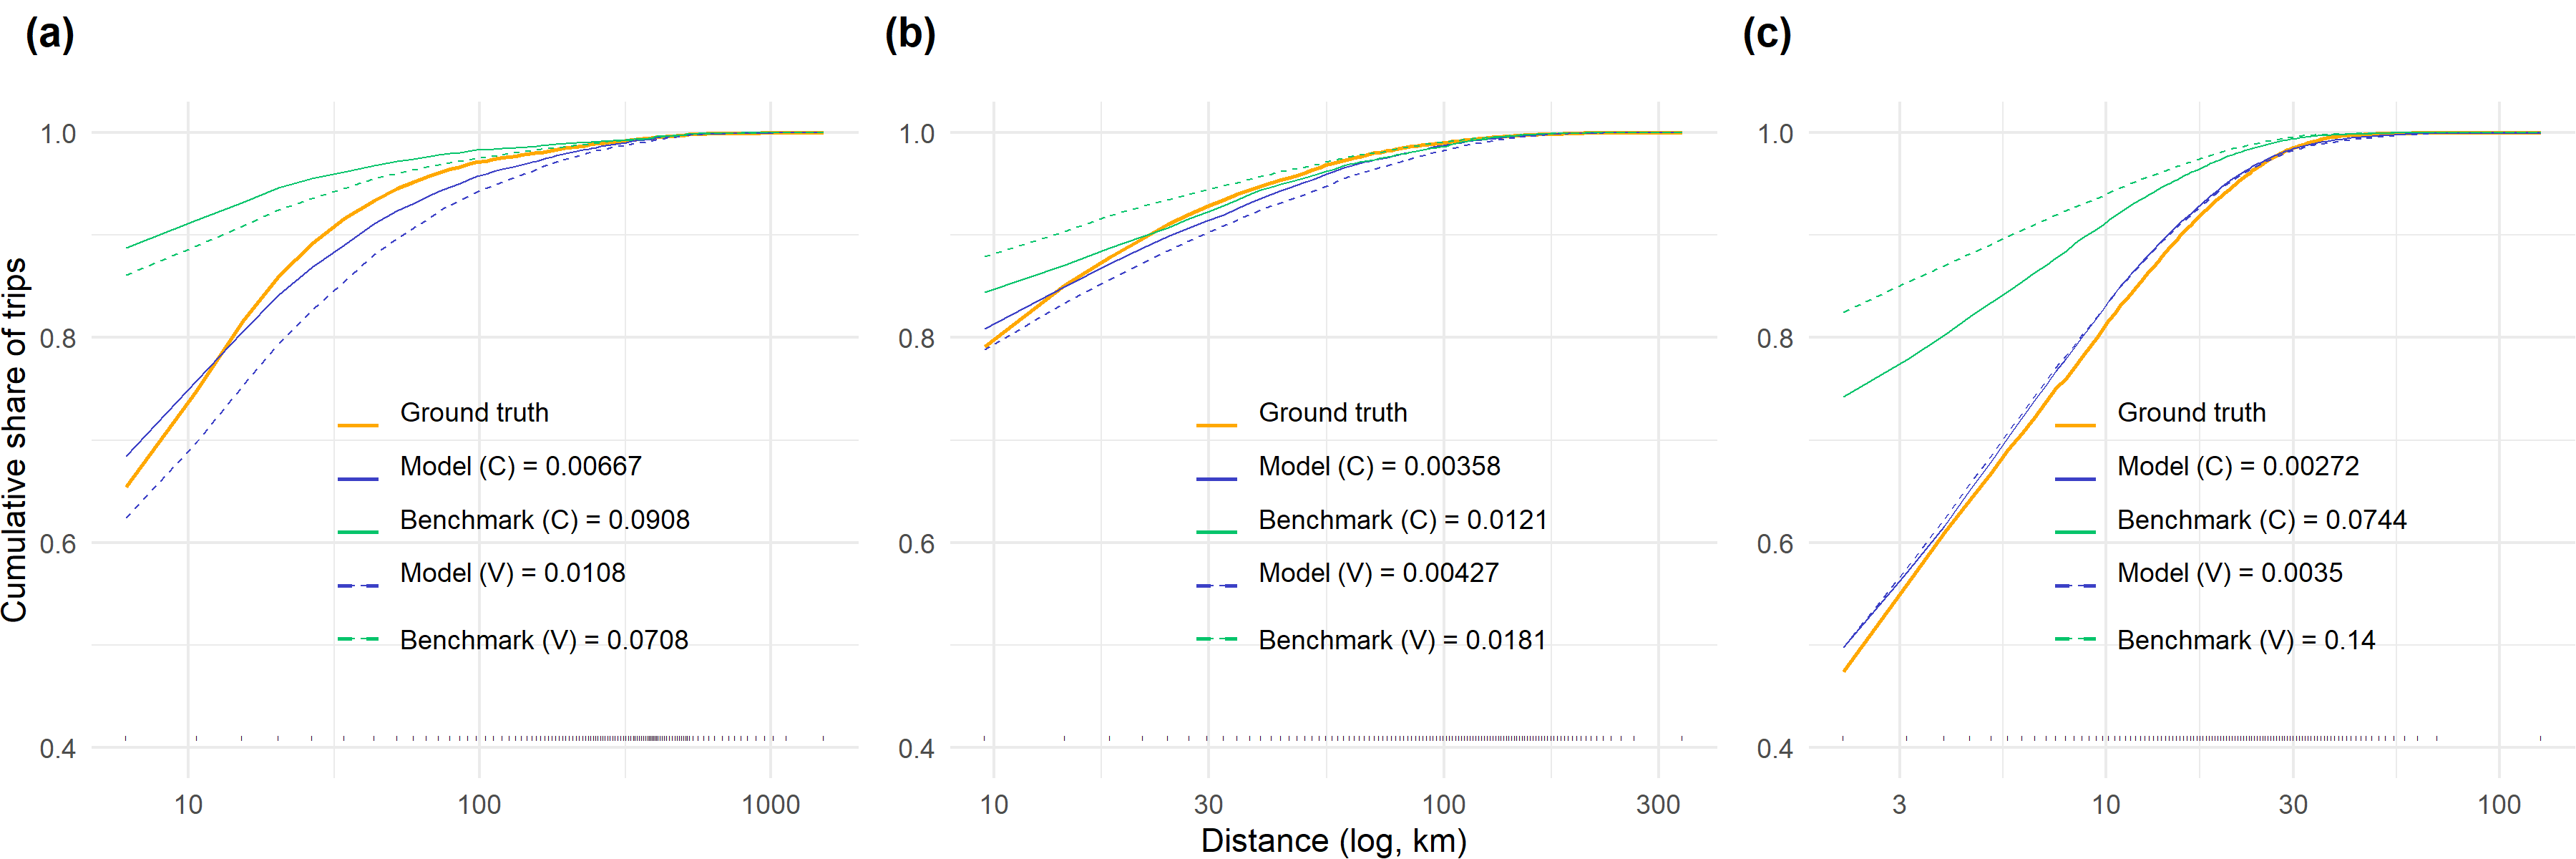 (a)
(b)
(c)
Cumulative share of trips
1.0
0.8
0.6
0.4
Ground truth
Model (C) = 0.00667
Benchmark (C) = 0.0908
Model (V) = 0.0108
Benchmark (V) = 0.0708
10
100
1000
1.0
0.8
0.6
0.4
Ground truth
Model (C) = 0.00358
Benchmark (C) = 0.0121
Model (V) = 0.00427
Benchmark (V) = 0.0181
10
30
100
300
1.0
0.8
0.6
0.4
Ground truth
Model (C) = 0.00272
Benchmark (C) = 0.0744
Model (V) = 0.0035
Benchmark (V) = 0.14
3
10
30
100
Distance (log, km)